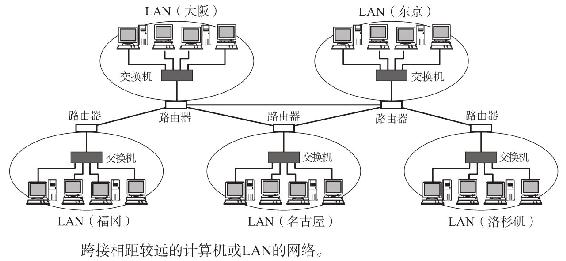 LAN（大阪）
LAN（东京）
交换机
交换机
路由器
路由器
路由器
路由器
路由器
交换机
交换机
交换机
LAN（福冈）
LAN（名古屋）
LAN（洛杉矶）
跨接相距较远的计算机或LAN的网络。